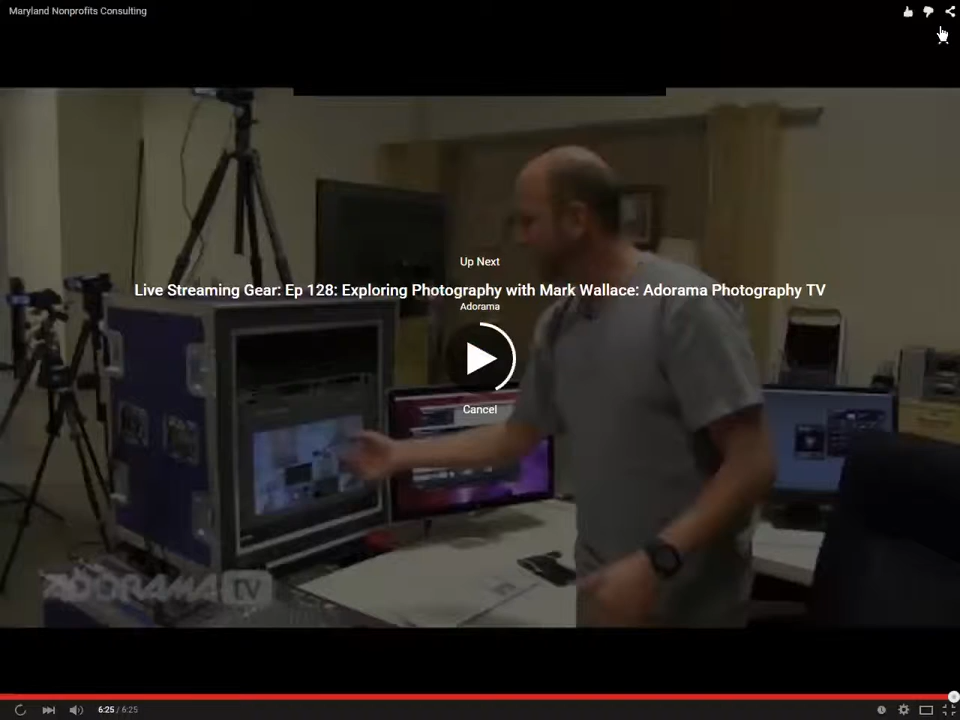 Maryland Nonprofits Consulting
Up Next
Live Streaming Gear: Ep 128: Exploring Photography with Mark Wallace: Adorama Photography TV
Adorama
Cancel
ADORAMA TV
6:25 / 6:25